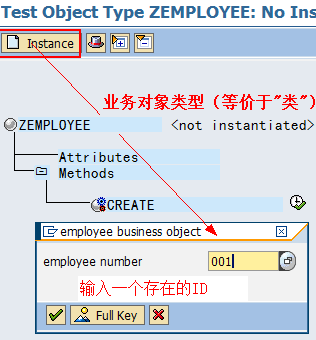 Test Object Type ZEMPLOYEE: No Ins
Instance
业务对象类型（等价于"类"）
ZEMPLOYEE <not instantiated>
Attributes
Methods
CREATE
employee business object
employee number 001
输入一个存在的ID
Full Key